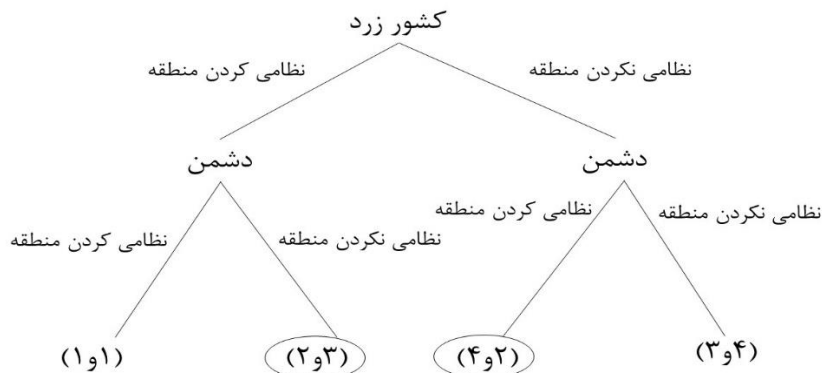 کشور زرد
نظامی نکردن منطقه
نظامی کردن منطقه
دشمن
دشمن
نظامی نکردن منطقه
نظامی کردن منطقه
نظامی نکردن منطقه
نظامی کردن منطقه
(۴و۳)
(۲و۴)
(۳و۲)
(۱و۱)